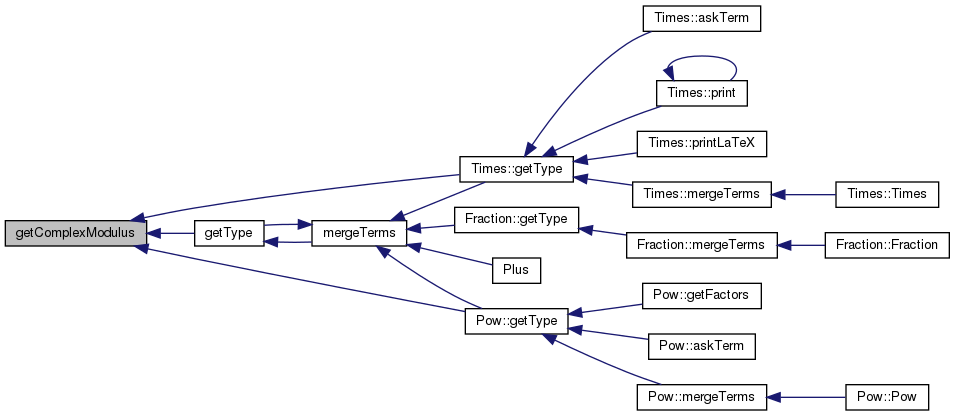 Times::askTerm
Times::print
Times::printLaTeX
Times::getType
Times::mergeTerms
Times::Times
getComplexModulus
getType
mergeTerms
Fraction::getType
Fraction::mergeTerms
Fraction::Fraction
Plus
Pow::getType
Pow::getFactors
Pow::askTerm
Pow::mergeTerms
Pow::Pow